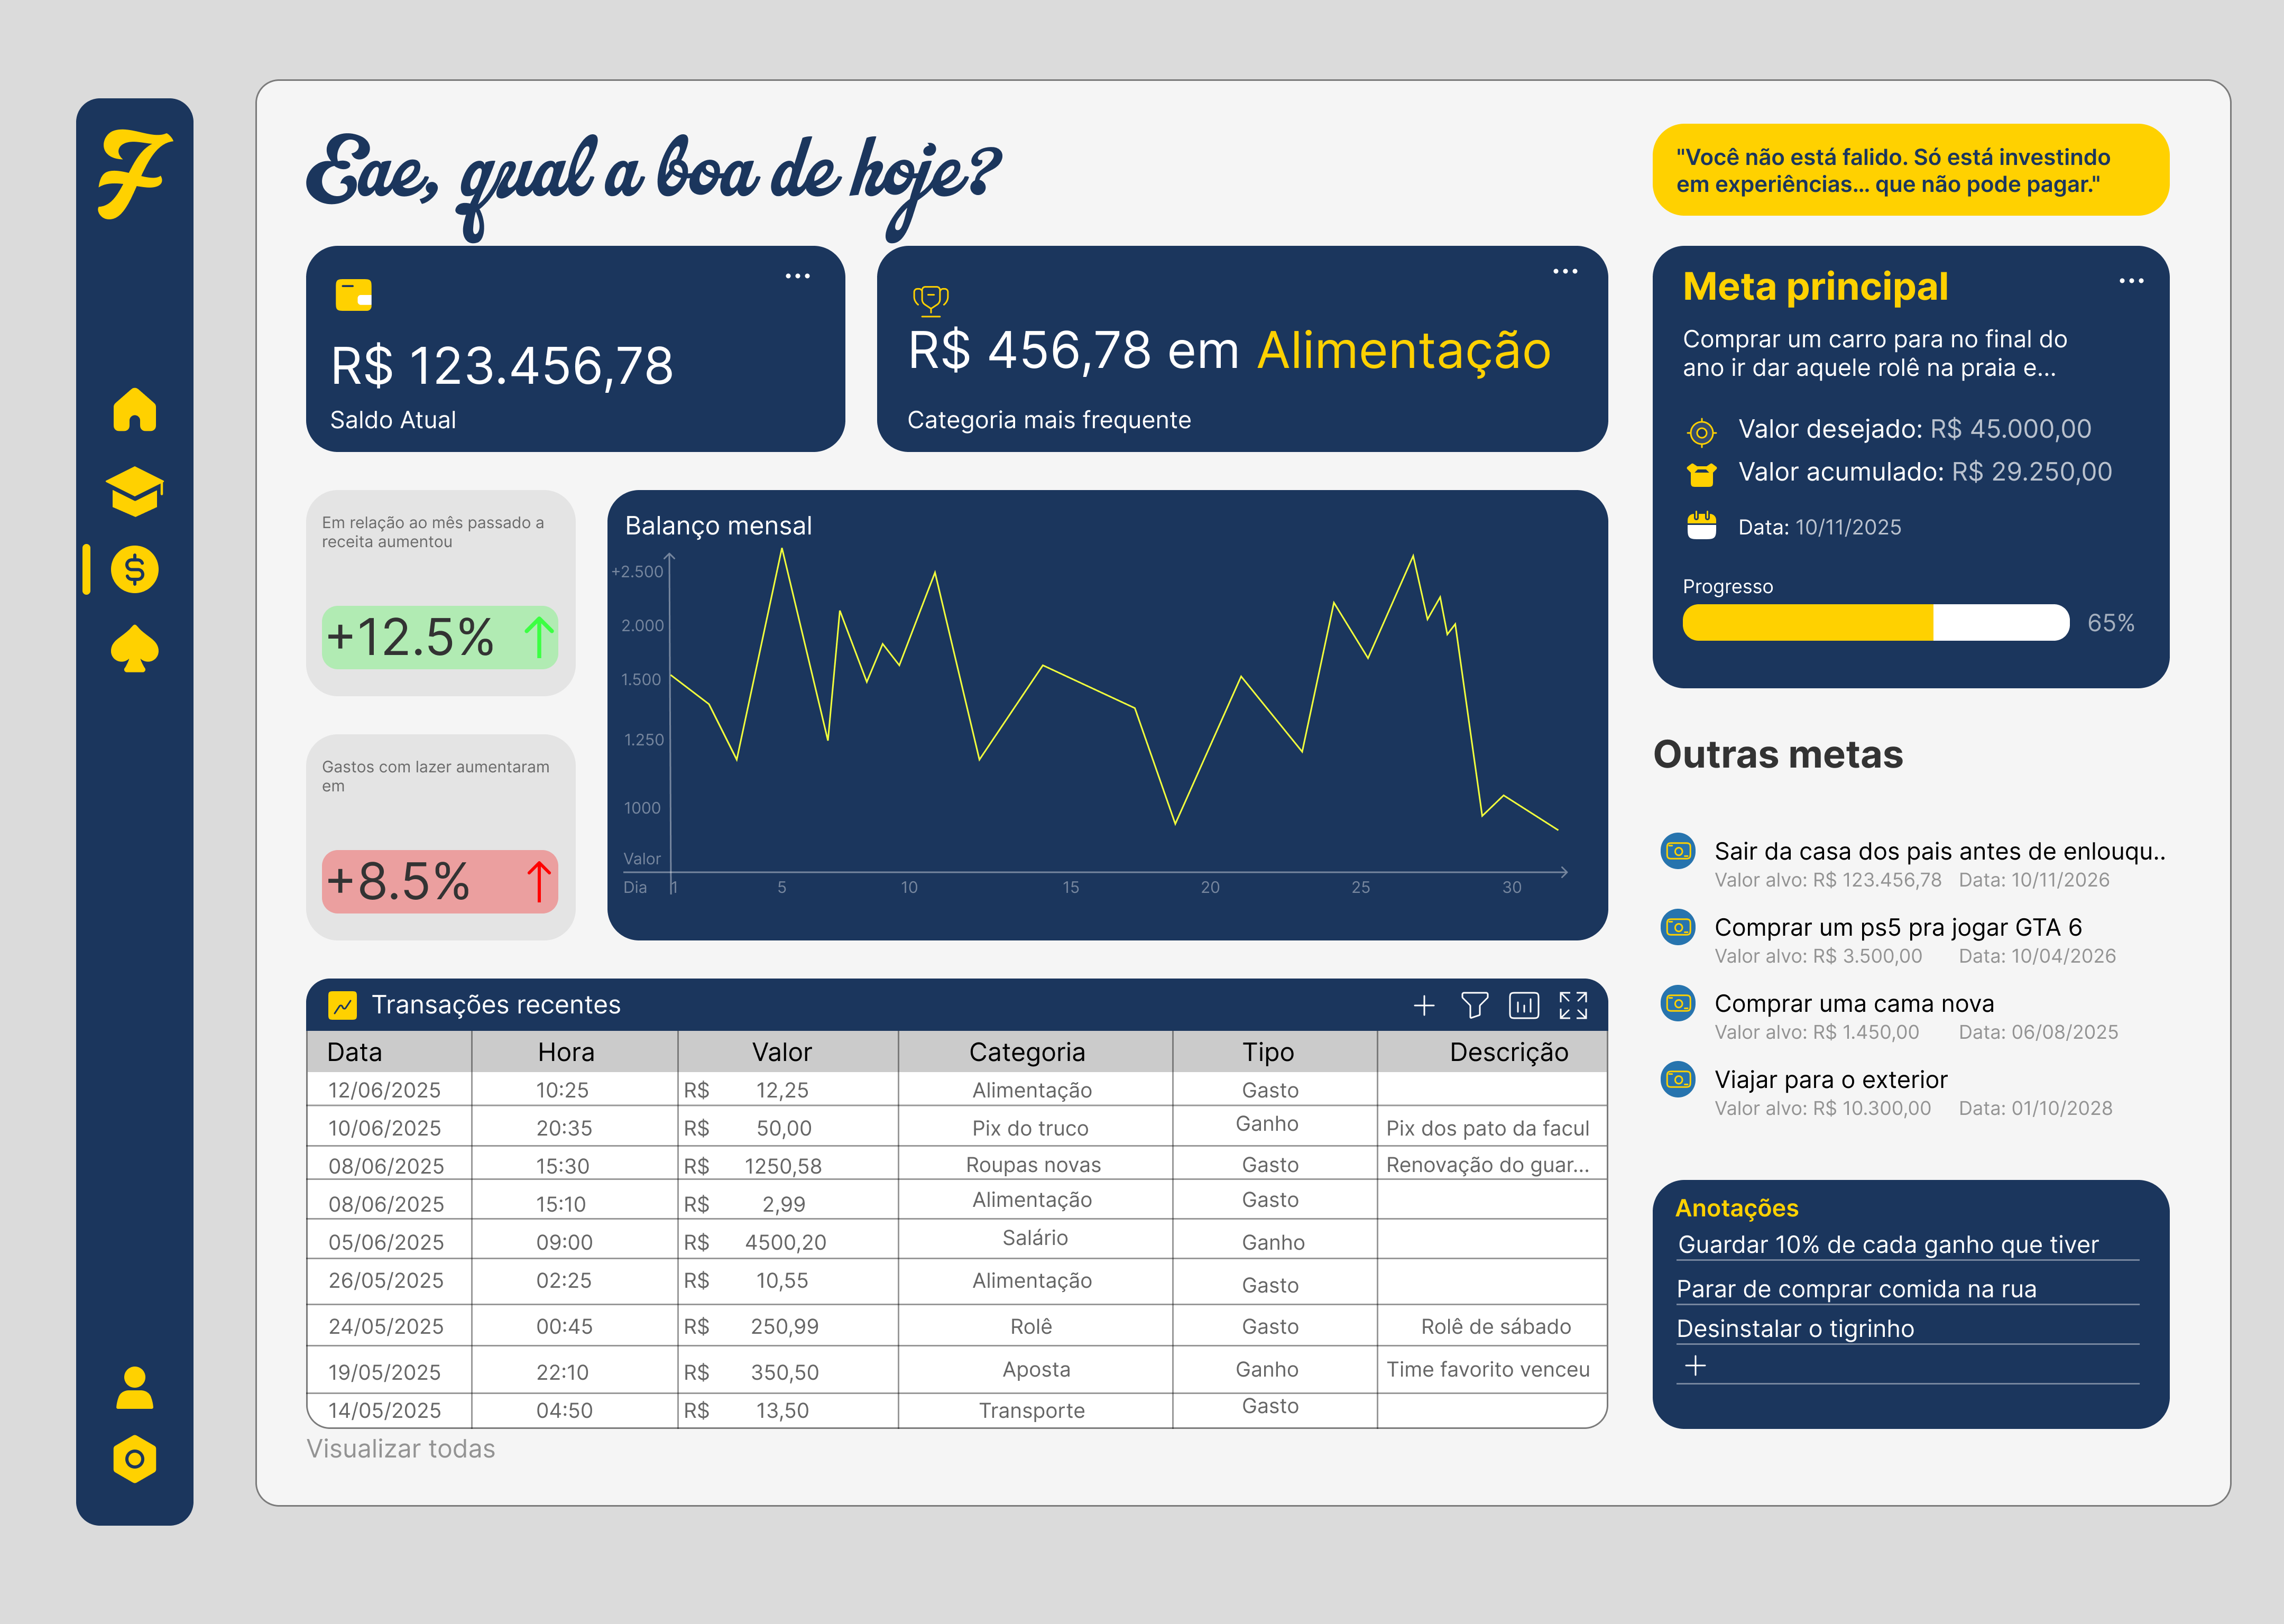 F
Eae, qual a boa de hoje?
"Você não está falido. Só está investindo
em experiências... que não pode pagar."
R$ 123.456,78
Saldo Atual
R$ 456,78 em Alimentação
Categoria mais frequente
Meta principal
Comprar um carro para no final do
ano ir dar aquele rolê na praia e...
Valor desejado: R$ 45.000,00
Valor acumulado: R$ 29.250,00
Data: 10/11/2025
Progresso
65%
Em relação ao mês passado a
receita aumentou
+12.5%
Gastos com lazer aumentaram
em
+8.5%
Balanço mensal
+2.500
2.000
1.500
1.250
1000
Valor
Dia 1 5 10 15 20 25 30
Outras metas
Sair da casa dos pais antes de enlouqu..
Valor alvo: R$ 123.456,78 Data: 10/11/2026
Comprar um ps5 pra jogar GTA 6
Valor alvo: R$ 3.500,00 Data: 10/04/2026
Comprar uma cama nova
Valor alvo: R$ 1.450,00 Data: 06/08/2025
Viajar para o exterior
Valor alvo: R$ 10.300,00 Data: 01/10/2028
Transações recentes
Data Hora Valor Categoria Tipo Descrição
12/06/2025 10:25 R$ 12,25 Alimentação Gasto
10/06/2025 20:35 R$ 50,00 Pix do truco Ganho Pix dos pato da facul
08/06/2025 15:30 R$ 1250,58 Roupas novas Gasto Renovação do guar...
08/06/2025 15:10 R$ 2,99 Alimentação Gasto
05/06/2025 09:00 R$ 4500,20 Salário Ganho
26/05/2025 02:25 R$ 10,55 Alimentação Gasto
24/05/2025 00:45 R$ 250,99 Rolê Gasto Rolê de sábado
19/05/2025 22:10 R$ 350,50 Aposta Ganho Time favorito venceu
14/05/2025 04:50 R$ 13,50 Transporte Gasto
Visualizar todas
Anotações
Guardar 10% de cada ganho que tiver
Parar de comprar comida na rua
Desinstalar o tigrinho